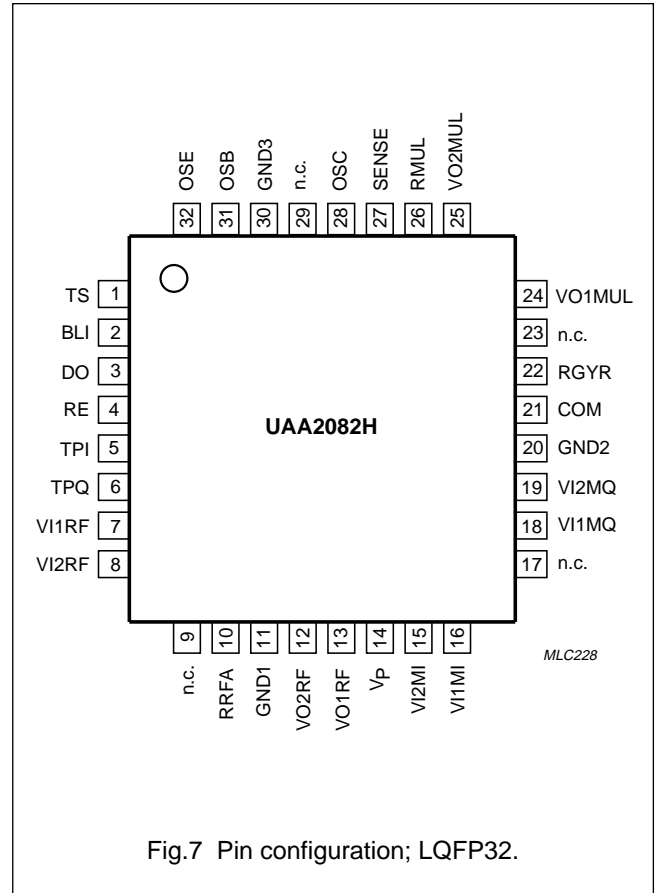 OSE
OSB
GND3
n.c.
OSC
SENSE
RMUL
VO2MUL
32
31
30
29
28
27
26
25
TS 1
BLI 2
DO 3
RE 4
TPI 5
TPQ 6
VI1RF 7
VI2RF 8
UAA2082H
24 VO1MUL
23 n.c.
22 RGYR
21 COM
20 GND2
19 VI2MQ
18 VI1MQ
17 n.c.
9
10
11
12
13
14
15
16
n.c.
RRFA
GND1
VO2RF
VO1RF
VP
VI2MI
VI1MI
MLC228
Fig.7 Pin configuration; LQFP32.